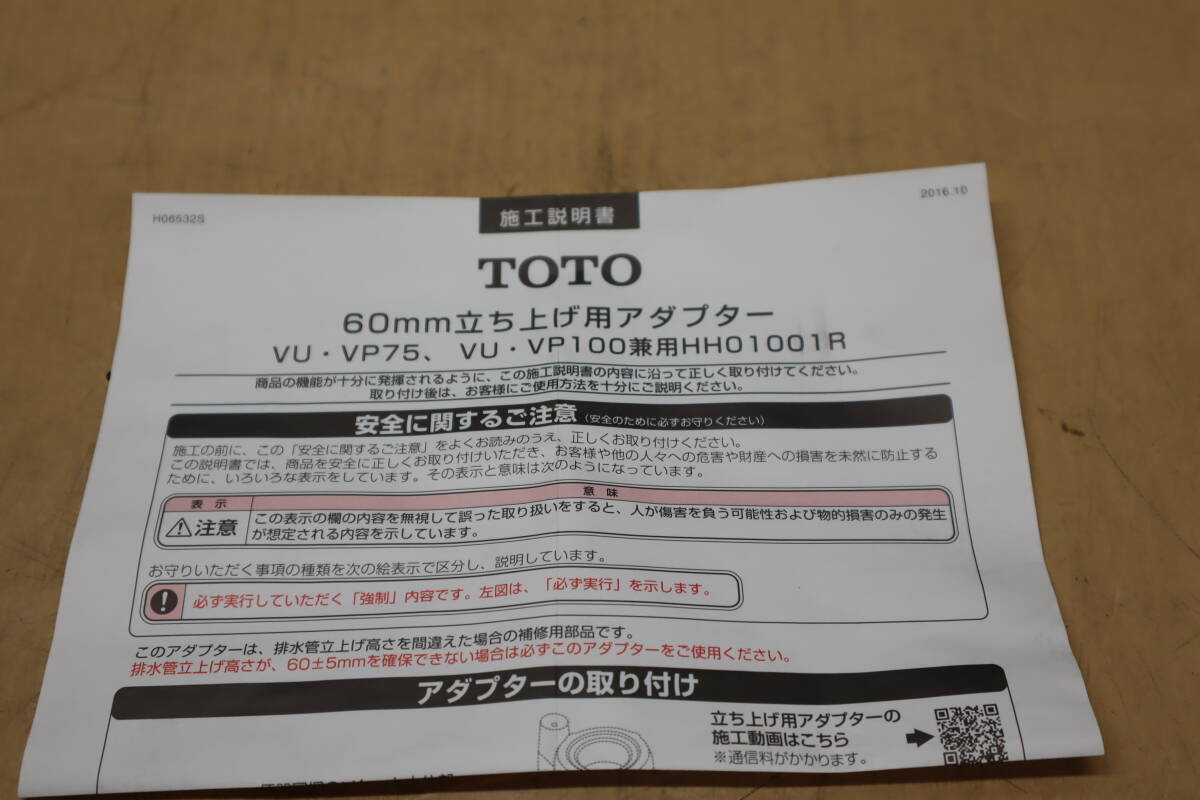 H06532S
施工説明書
2016.10
TOTO
60mm立ち上げ用アダプター
VU・VP75、VU・VP100兼用HH01001R
商品の機能が十分に発揮されるように、この施工説明書の内容に沿って正しく取り付けてください。
取り付け後は、お客様にご使用方法を十分にご説明ください。
安全に関するご注意(安全のために必ずお守りください)
施工の前に、この「安全に関するご注意」をよくお読みのうえ、正しくお取り付けください。
この説明書では、商品を安全に正しくお取り付けいただき、お客様や他の人々への危害や財産への損害を未然に防止する
ために、いろいろな表示をしています。その表示と意味は次のようになっています。
表示 意味
注意 この表示の欄の内容を無視して誤った取り扱いをすると、人が傷害を負う可能性および物的損害のみの発生
が想定される内容を示しています。
お守りいただく事項の種類を次の絵表示で区分し、説明しています。
必ず実行していただく「強制」内容です。左図は、「必ず実行」を示します。
このアダプターは、排水管立上げ高さを間違えた場合の補修用部品です。
排水管立上げ高さが、60±5mmを確保できない場合は必ずこのアダプターをご使用ください。
アダプターの取り付け
立ち上げ用アダプターの
施工動画はこちら
※通信料がかかります。